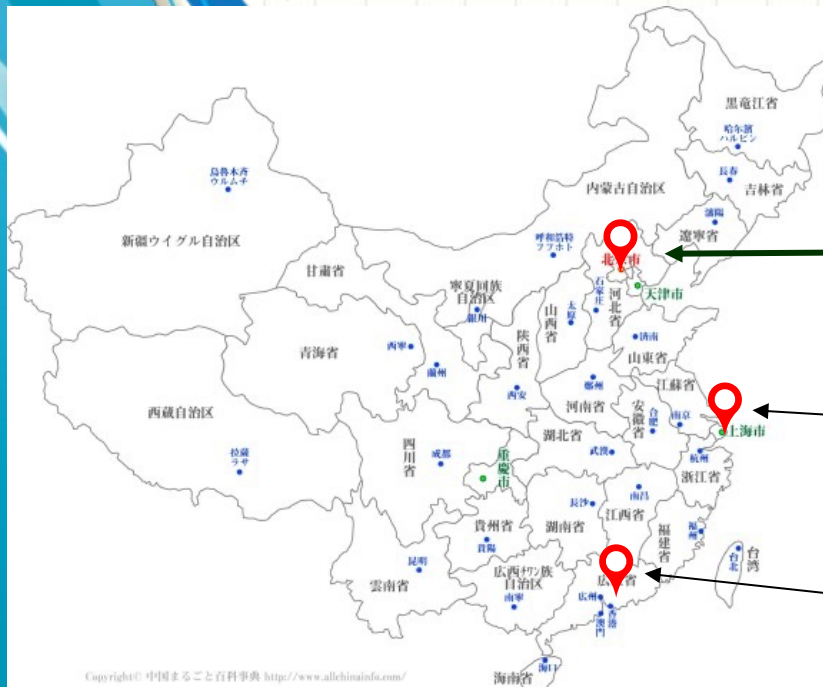 黒竜江省
哈尔濱
ハルビン
長春
吉林省
内蒙古自治区
瀋陽
遼寧省
烏魯木斉
ウルムチ
新疆ウイグル自治区
呼和浩特
フフホト
北
市
天津市
甘粛省
寧夏回族
自治区
銀川
石家庄
河北省
太原
山西省
陝西省
済南
山東省
青海省
西寧
蘭州
西安
鄭州
河南省
江蘇省
安徽省
合肥
南京
上海市
西蔵自治区
拉薩
ラサ
四川省
成都
重慶市
湖北省
武漢
杭州
浙江省
長沙
湖南省
南昌
江西省
福建省
福州
貴州省
貴陽
雲南省
昆明
広西チワン族
自治区
南寧
広
省
広州
香港
澳門
台北
台湾
海口
海南省
Copyright© 中国まるごと百科事典 http://www.allchinainfo.com/